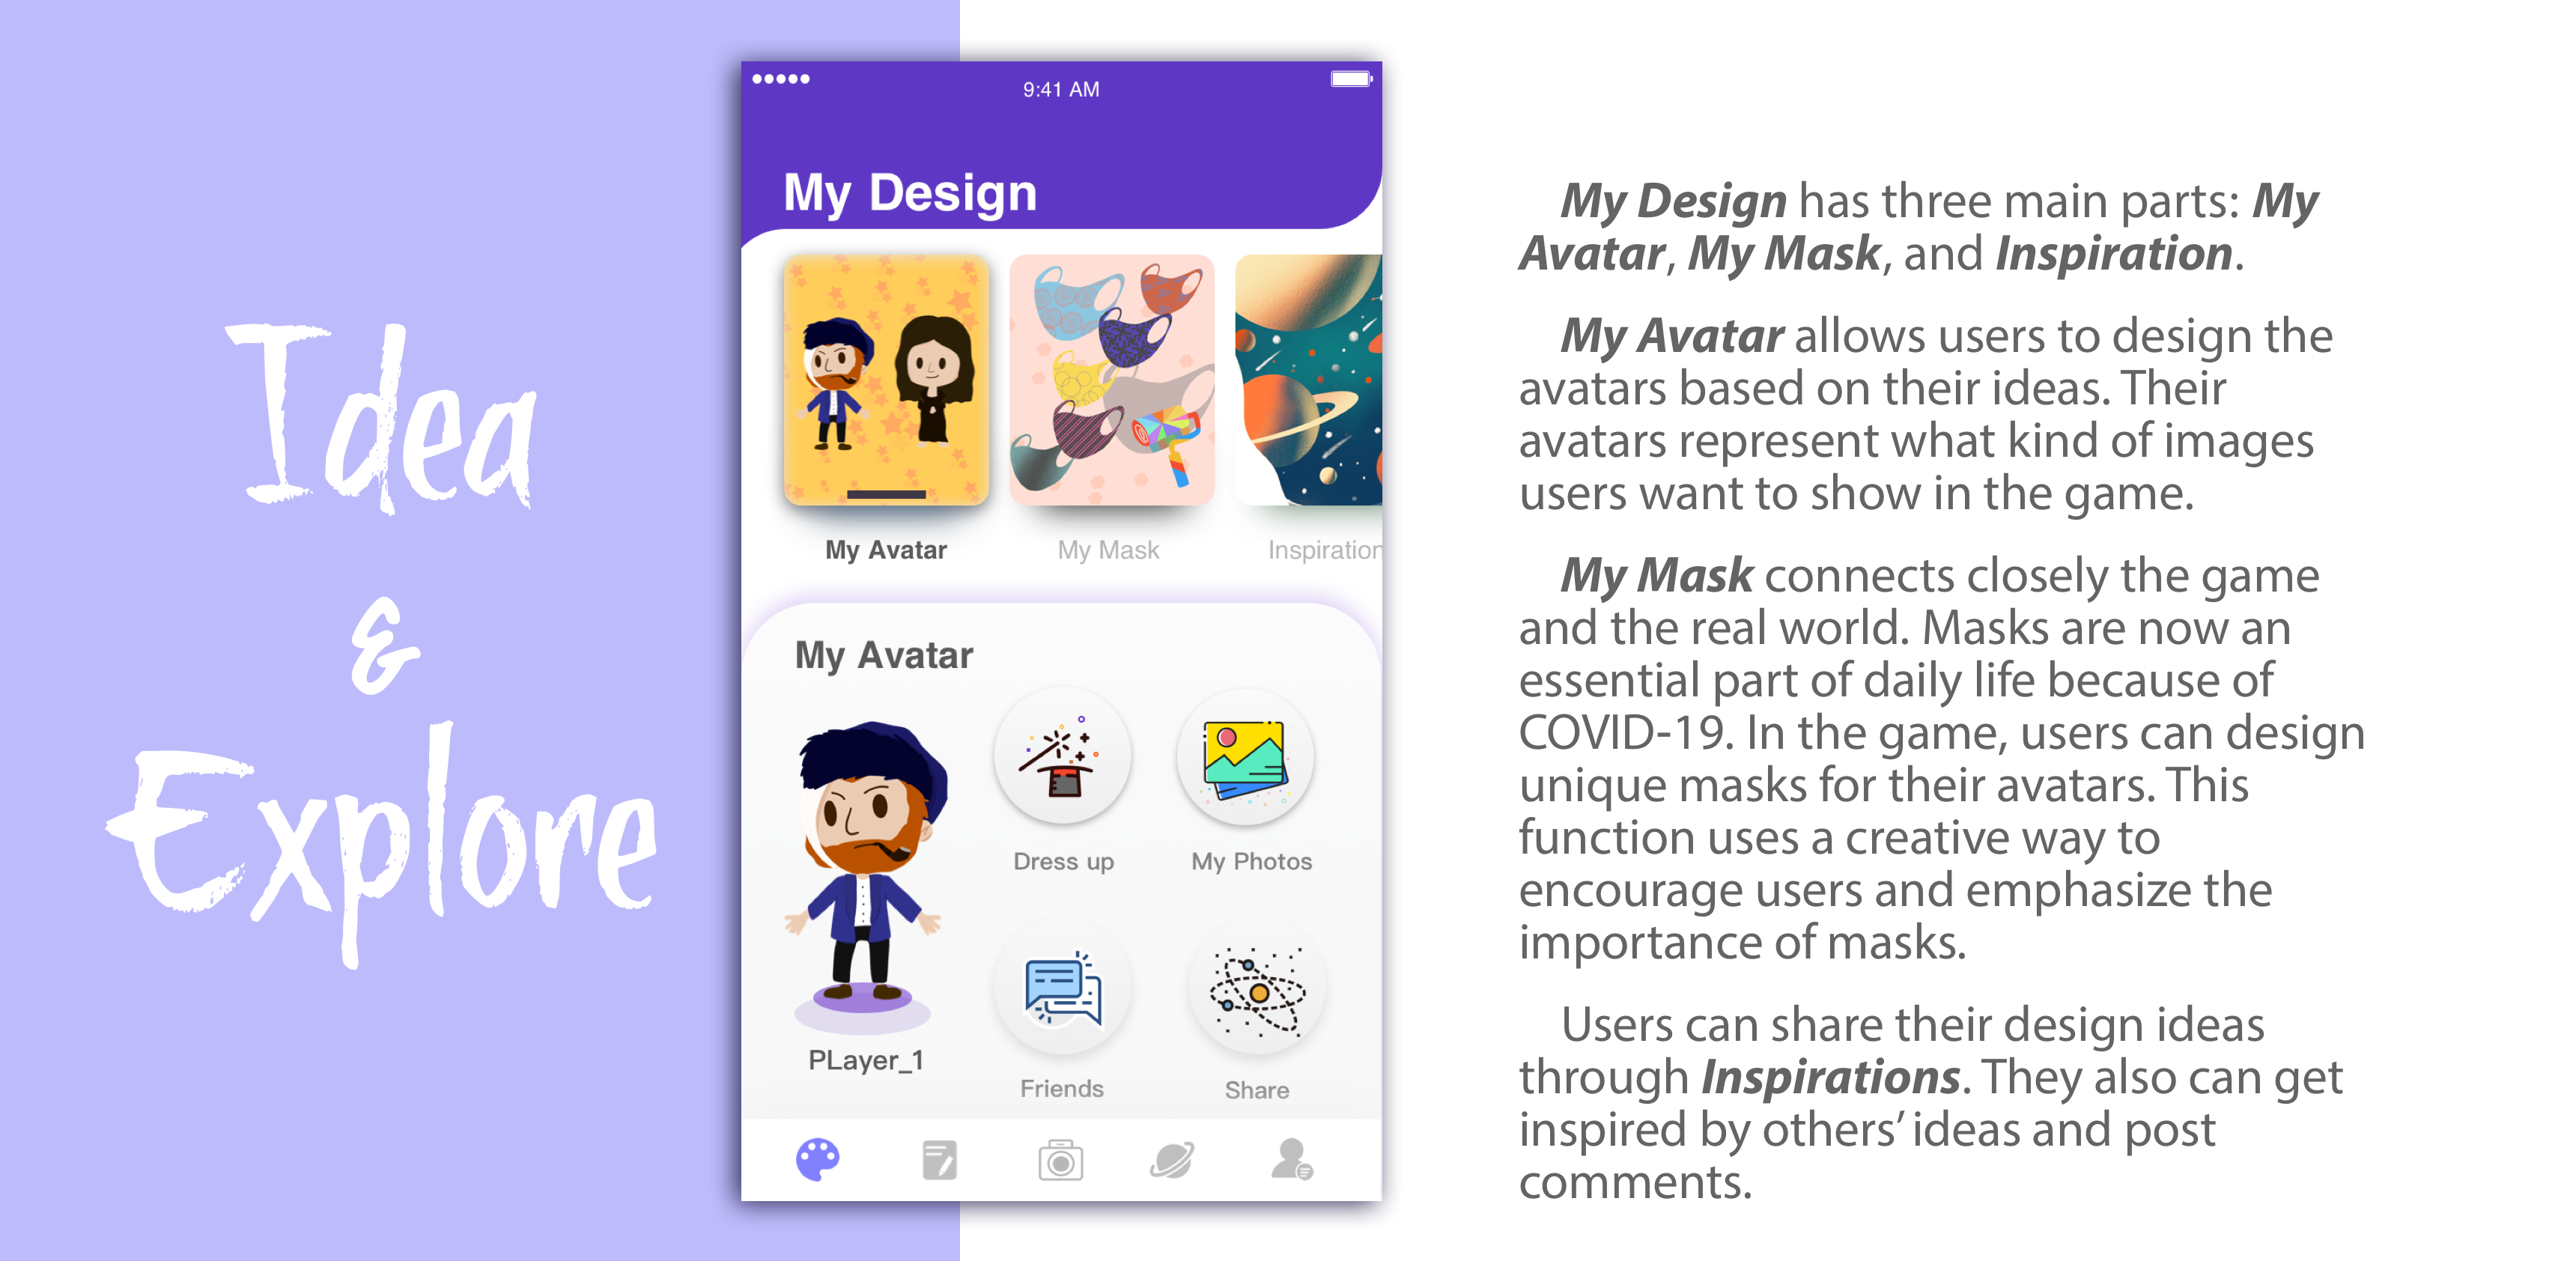 Idea
&
Explore
9:41 AM
My Design
My Avatar
My Mask
Inspiration
My Avatar
Dress up
My Photos
PLayer_1
Friends
Share
My Design has three main parts: My
Avatar, My Mask, and Inspiration.
My Avatar allows users to design the
avatars based on their ideas. Their
avatars represent what kind of images
users want to show in the game.
My Mask connects closely the game
and the real world. Masks are now an
essential part of daily life because of
COVID-19. In the game, users can design
unique masks for their avatars. This
function uses a creative way to
encourage users and emphasize the
importance of masks.
Users can share their design ideas
through Inspirations. They also can get
inspired by others’ ideas and post
comments.